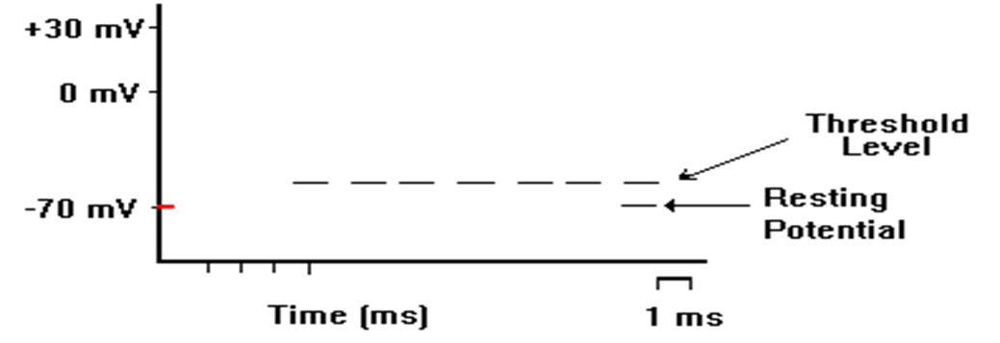 +30 mV
0 mV
-70 mV
Threshold
Level
Resting
Potential
Time (ms)
1 ms